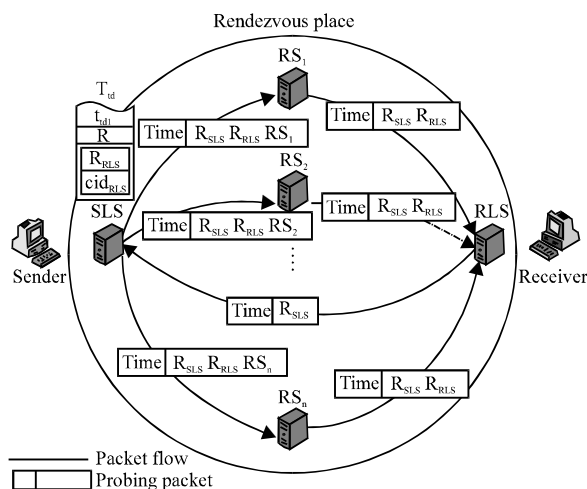 Rendezvous place
RS₁
T_td
t_td1
R
R_RLS
cid_RLS
Time R_SLS R_RLS RS₁
Time R_SLS R_RLS
RS₂
SLS
Time R_SLS R_RLS RS₂
Time R_SLS R_RLS
RLS
Sender
Receiver
Time R_SLS
Time R_SLS R_RLS RSₙ
Time R_SLS R_RLS
RSₙ
Packet flow
Probing packet